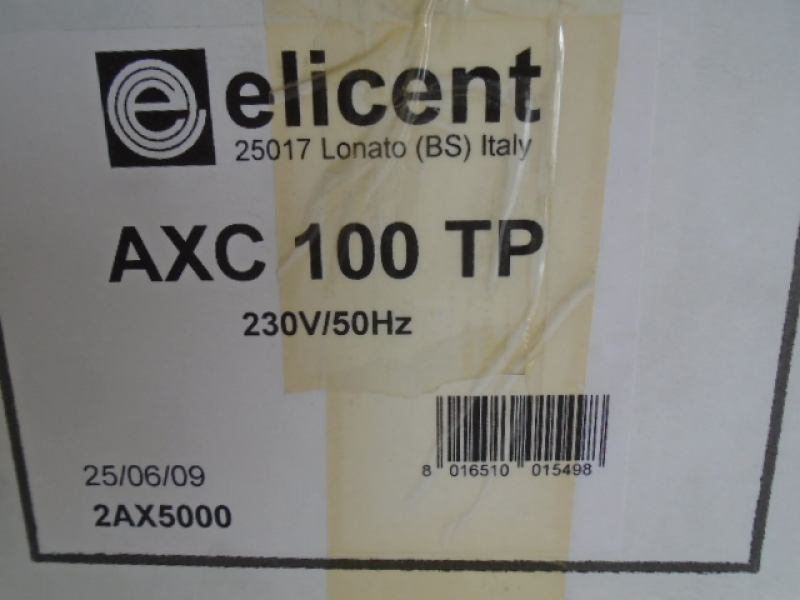 e elicent
25017 Lonato (BS) Italy
AXC 100 TP
230V/50Hz
8 016510 015498
25/06/09
2AX5000